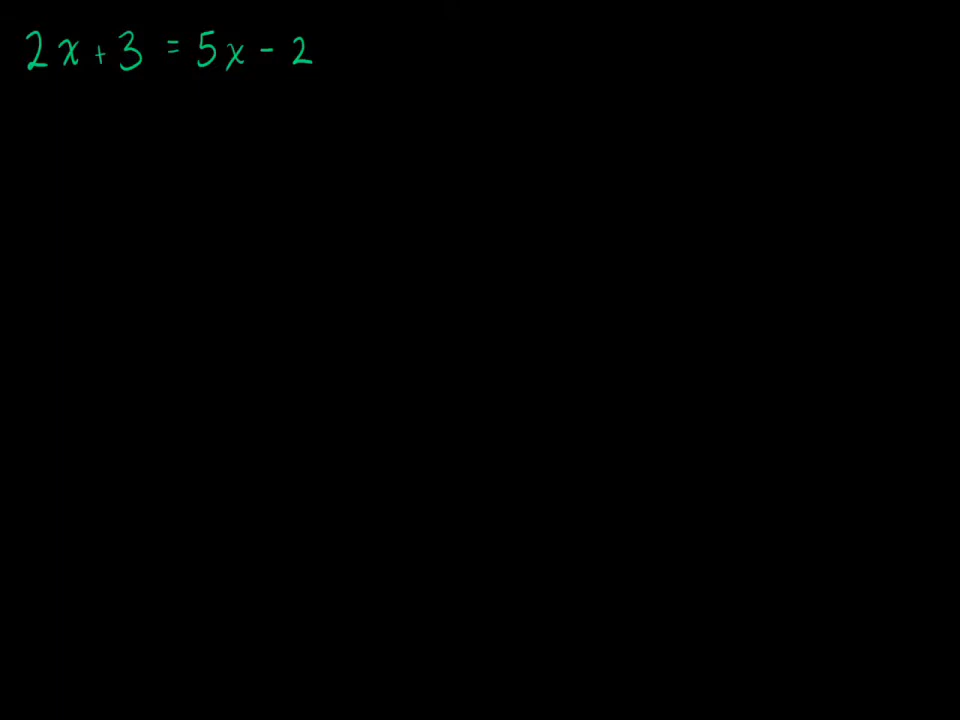 2x + 3 = 5x - 2